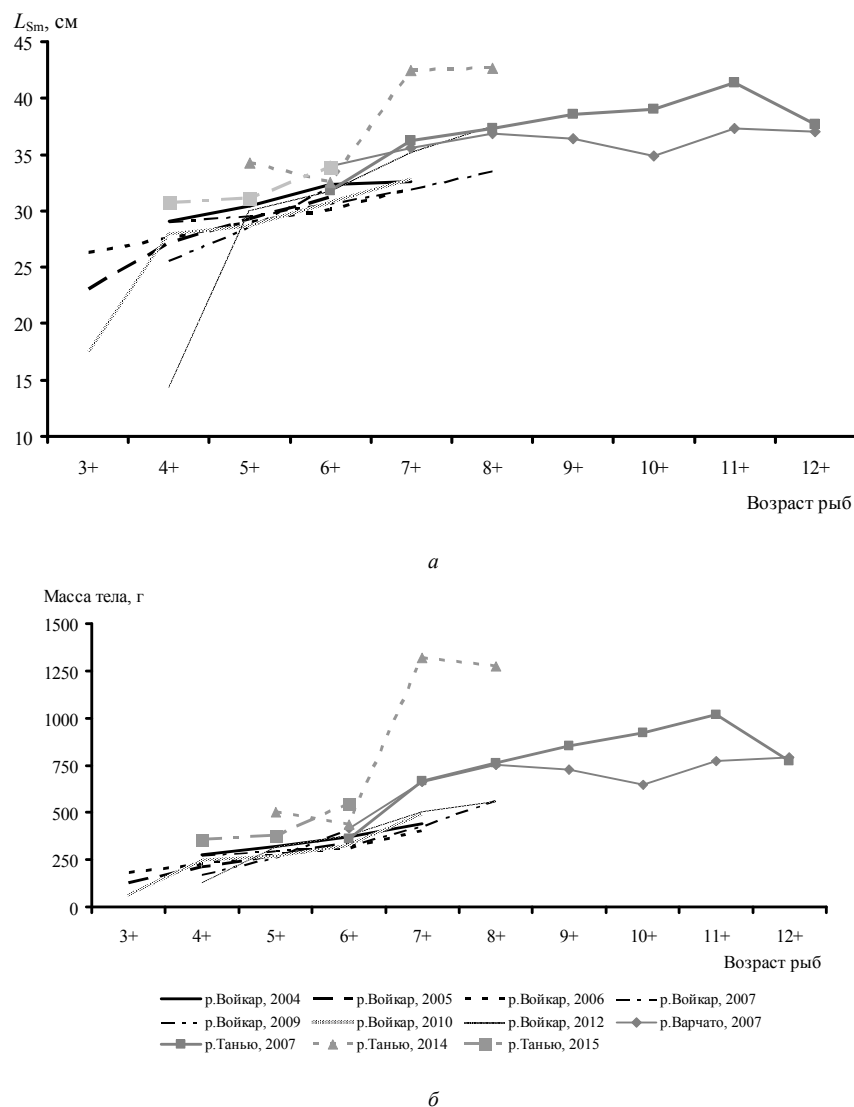 LSm, см
45
40
35
30
25
20
15
10
3+ 4+ 5+ 6+ 7+ 8+ 9+ 10+ 11+ 12+
Возраст рыб
а
Масса тела, г
1500
1250
1000
750
500
250
0
3+ 4+ 5+ 6+ 7+ 8+ 9+ 10+ 11+ 12+
Возраст рыб
р.Войкар, 2004 р.Войкар, 2005 р.Войкар, 2006 р.Войкар, 2007
р.Войкар, 2009 р.Войкар, 2010 р.Войкар, 2012 р.Варчато, 2007
р.Танью, 2007 р.Танью, 2014 р.Танью, 2015
б